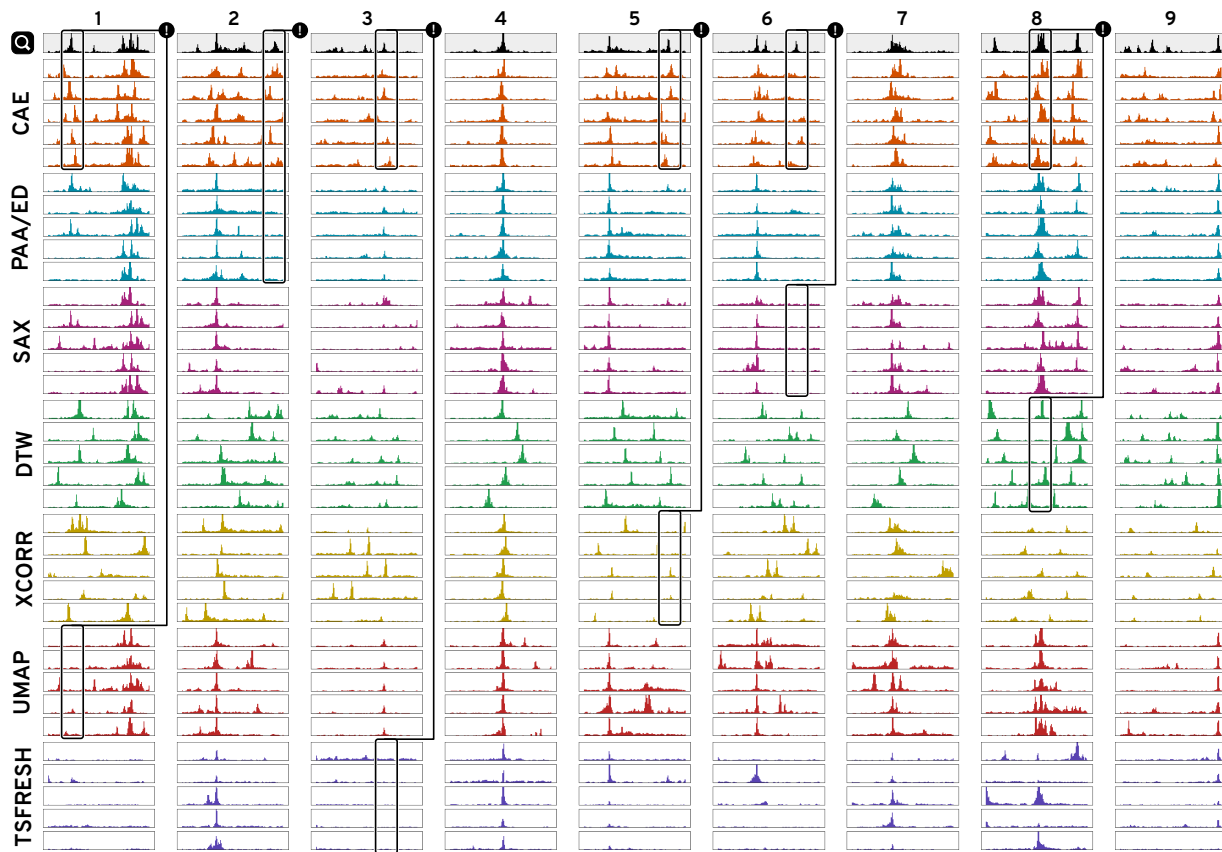 1 2 3 4 5 6 7 8 9
! ! ! ! ! !
CAE
PAA/ED
SAX
DTW
XCORR
UMAP
TSFRESH